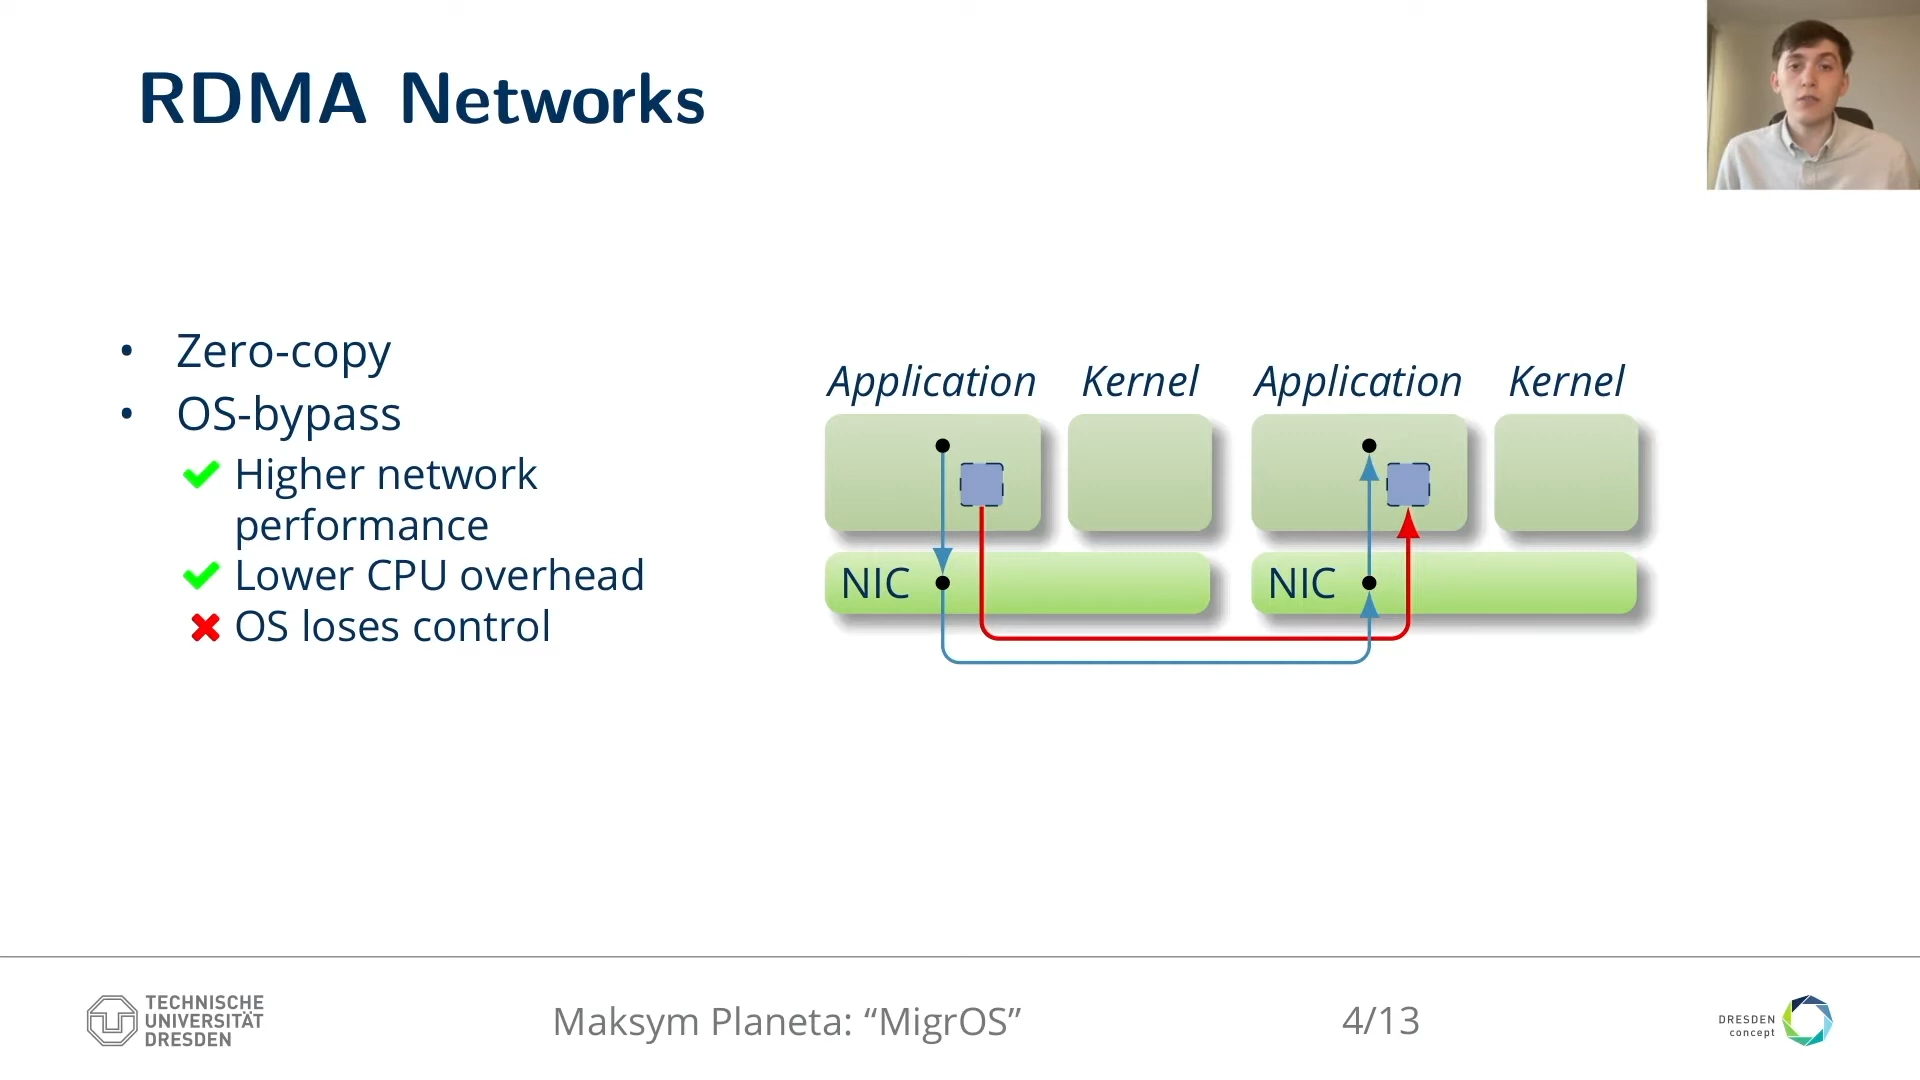 RDMA Networks
• Zero-copy
• OS-bypass
Higher network
performance
Lower CPU overhead
OS loses control
Application Kernel Application Kernel
NIC NIC
TECHNISCHE
UNIVERSITÄT
DRESDEN
Maksym Planeta: “MigrOS”
4/13
DRESDEN
concept